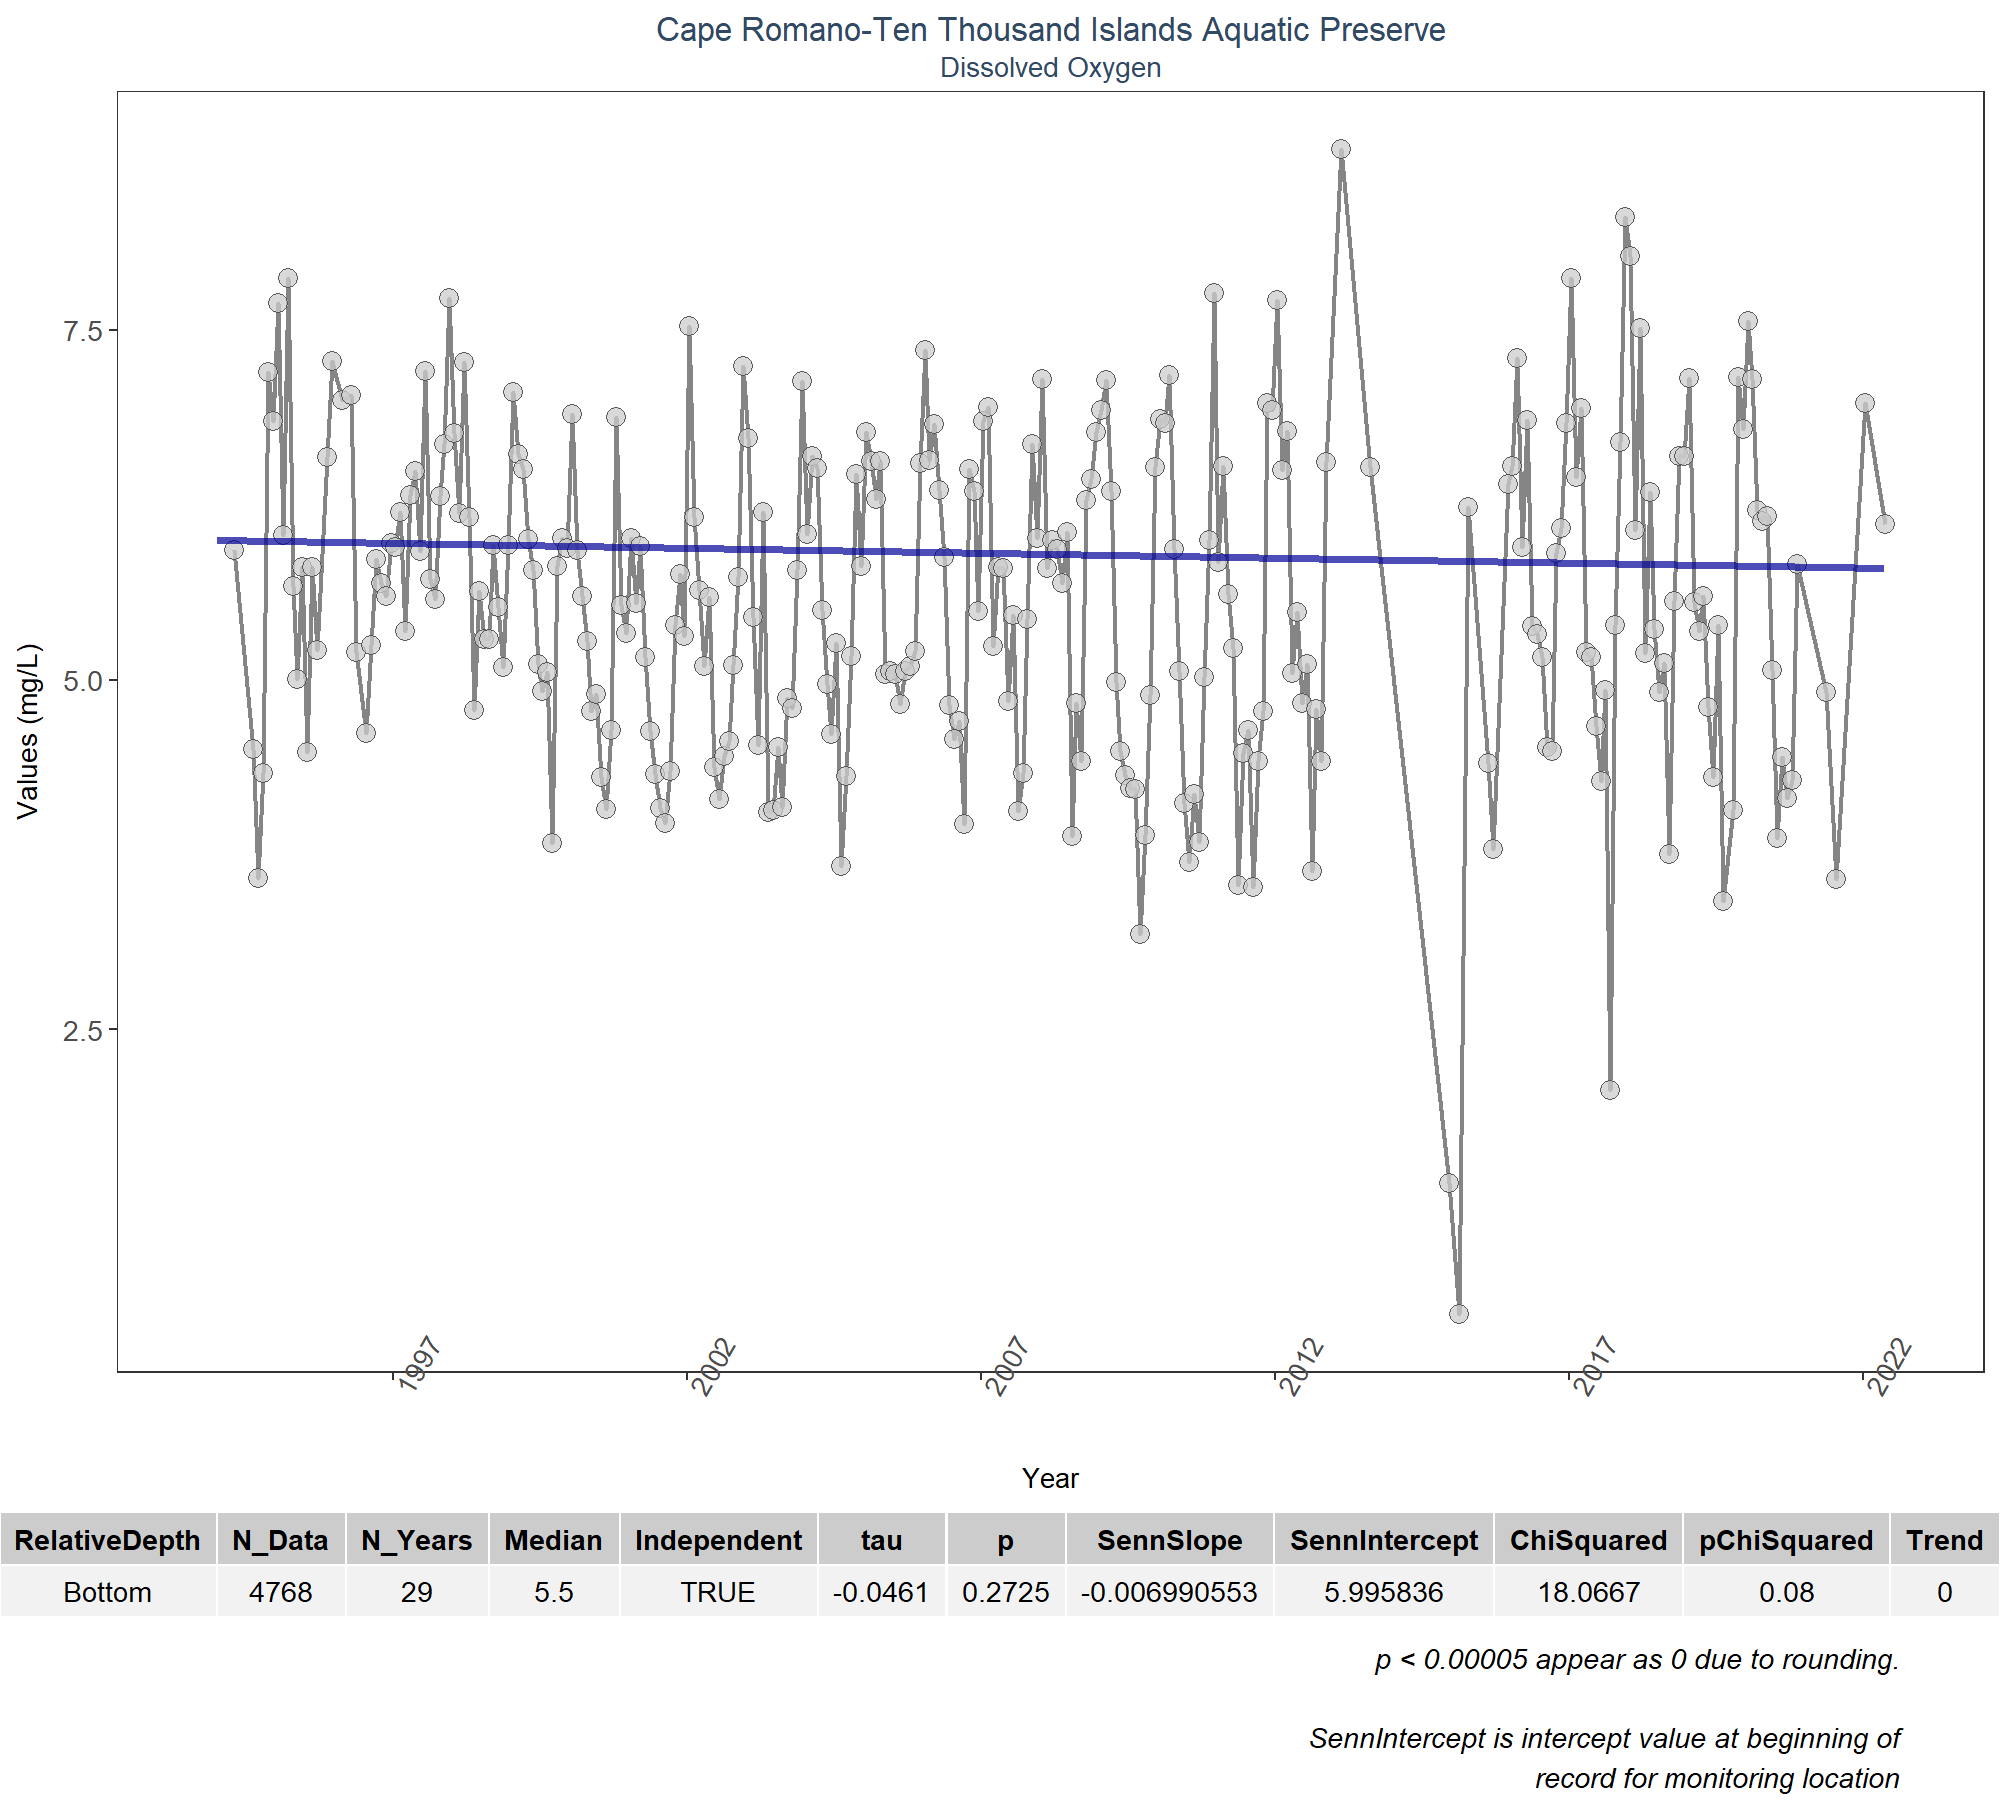 Cape Romano-Ten Thousand Islands Aquatic Preserve
Dissolved Oxygen
Values (mg/L)
7.5
5.0
2.5
1997 2002 2007 2012 2017 2022
Year
RelativeDepth N_Data N_Years Median Independent tau p SennSlope SennIntercept ChiSquared pChiSquared Trend
Bottom 4768 29 5.5 TRUE -0.0461 0.2725 -0.006990553 5.995836 18.0667 0.08 0
p < 0.00005 appear as 0 due to rounding.
SennIntercept is intercept value at beginning of
record for monitoring location